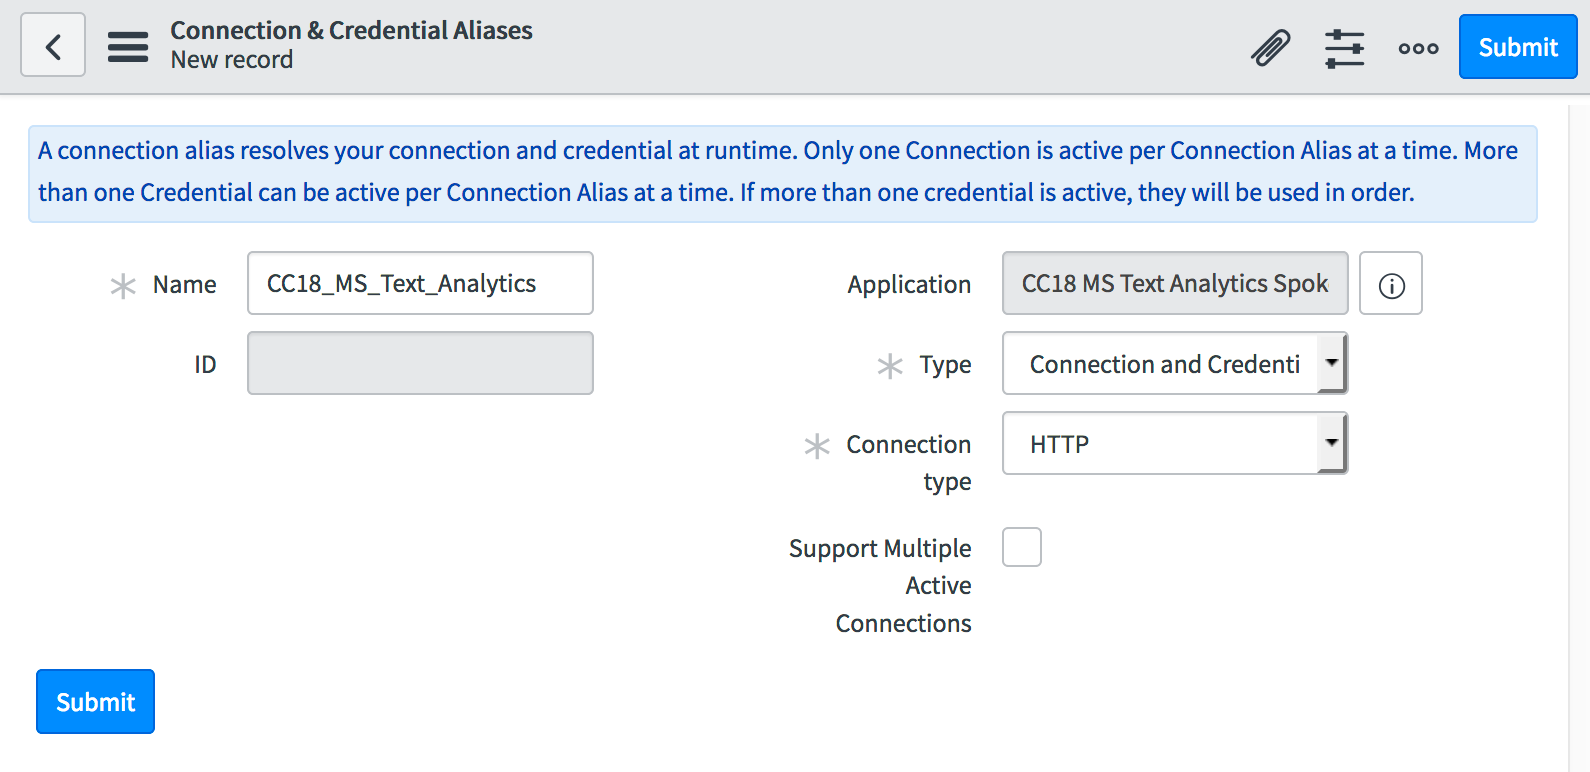 Connection & Credential Aliases
New record
Submit
A connection alias resolves your connection and credential at runtime. Only one Connection is active per Connection Alias at a time. More
than one Credential can be active per Connection Alias at a time. If more than one credential is active, they will be used in order.
Name
CC18_MS_Text_Analytics
ID
Application
CC18 MS Text Analytics Spok
Type
Connection and Credenti
Connection
type
HTTP
Support Multiple
Active
Connections
Submit